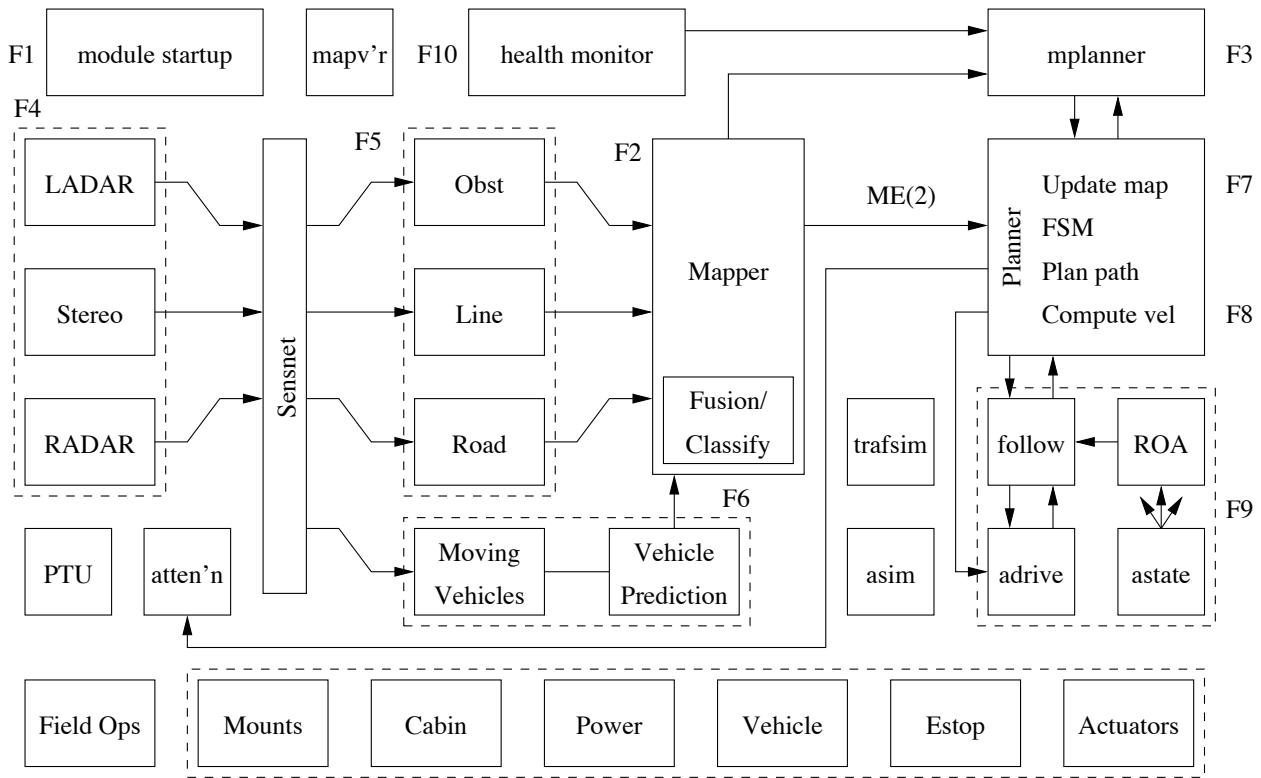 F1
module startup
mapv'r
F10
health monitor
mplanner
F3
F4
LADAR
Stereo
RADAR
Sensnet
F5
Obst
Line
Road
F2
Mapper
Fusion/
Classify
ME(2)
Planner
Update map
FSM
Plan path
Compute vel
F7
F8
trafsim
follow
ROA
F9
F6
PTU
atten'n
Moving
Vehicles
Vehicle
Prediction
asim
adrive
astate
Field Ops
Mounts
Cabin
Power
Vehicle
Estop
Actuators